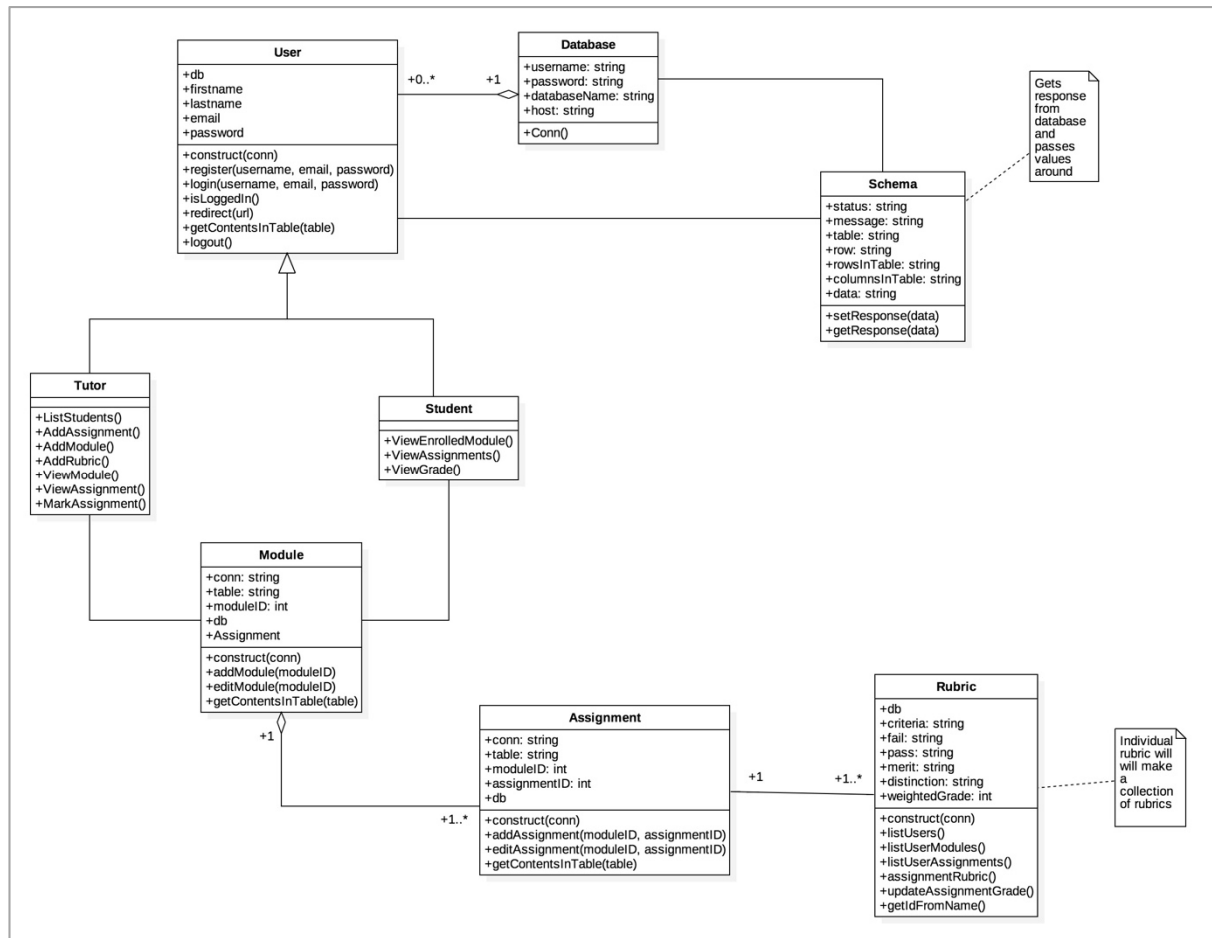 User
+db
+firstname
+lastname
+email
+password
+construct(conn)
+register(username, email, password)
+login(username, email, password)
+isLoggedIn()
+redirect(url)
+getContentsInTable(table)
+logout()
+0..*
+1
Database
+username: string
+password: string
+databaseName: string
+host: string
+Conn()
Gets
response
from
database
and
passes
values
around
Schema
+status: string
+message: string
+table: string
+row: string
+rowsInTable: string
+columnsInTable: string
+data: string
+setResponse(data)
+getResponse(data)
Tutor
+ListStudents()
+AddAssignment()
+AddModule()
+AddRubric()
+ViewModule()
+ViewAssignment()
+MarkAssignment()
Student
+ViewEnrolledModule()
+ViewAssignments()
+ViewGrade()
Module
+conn: string
+table: string
+moduleID: int
+db
+Assignment
+construct(conn)
+addModule(moduleID)
+editModule(moduleID)
+getContentsInTable(table)
+1
+1..*
Assignment
+conn: string
+table: string
+moduleID: int
+assignmentID: int
+db
+construct(conn)
+addAssignment(moduleID, assignmentID)
+editAssignment(moduleID, assignmentID)
+getContentsInTable(table)
+1
+1..*
Rubric
+db
+criteria: string
+fail: string
+pass: string
+merit: string
+distinction: string
+weightedGrade: int
+construct(conn)
+listUsers()
+listUserModules()
+listUserAssignments()
+assignmentRubric()
+updateAssignmentGrade()
+getIdFromName()
Individual
rubric will
will make
a
collection
of rubrics